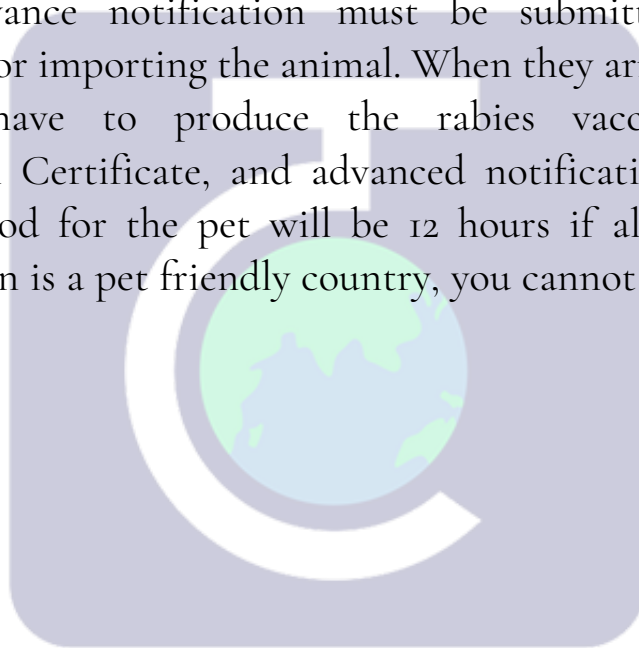 vance notification must be submitt
or importing the animal. When they ar
have to produce the rabies vacc
Certificate, and advanced notificati
od for the pet will be 12 hours if al
n is a pet friendly country, you cannot